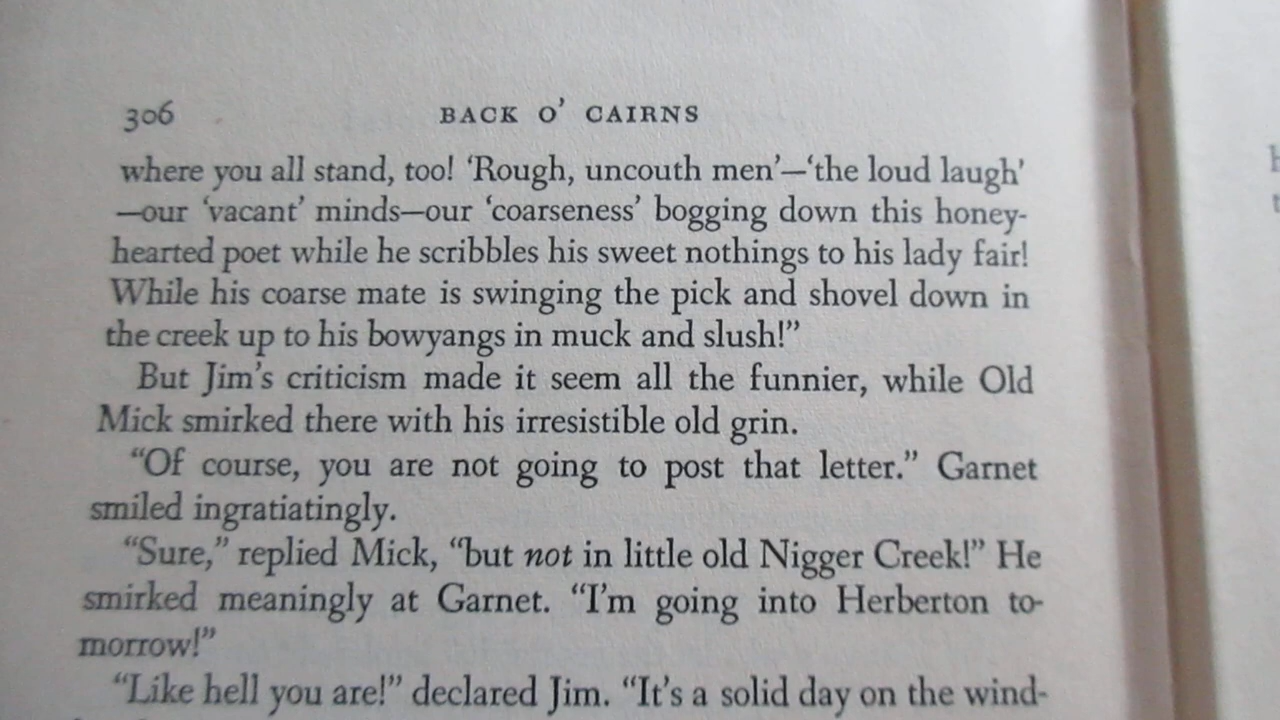 306 BACK O' CAIRNS
where you all stand, too! ‘Rough, uncouth men’—‘the loud laugh’
—our ‘vacant’ minds—our ‘coarseness’ bogging down this honey-
hearted poet while he scribbles his sweet nothings to his lady fair!
While his coarse mate is swinging the pick and shovel down in
the creek up to his bowyangs in muck and slush!”
But Jim’s criticism made it seem all the funnier, while Old
Mick smirked there with his irresistible old grin.
“Of course, you are not going to post that letter.” Garnet
smiled ingratiatingly.
“Sure,” replied Mick, “but not in little old Nigger Creek!” He
smirked meaningly at Garnet. “I’m going into Herberton to-
morrow!”
“Like hell you are!” declared Jim. “It’s a solid day on the wind-